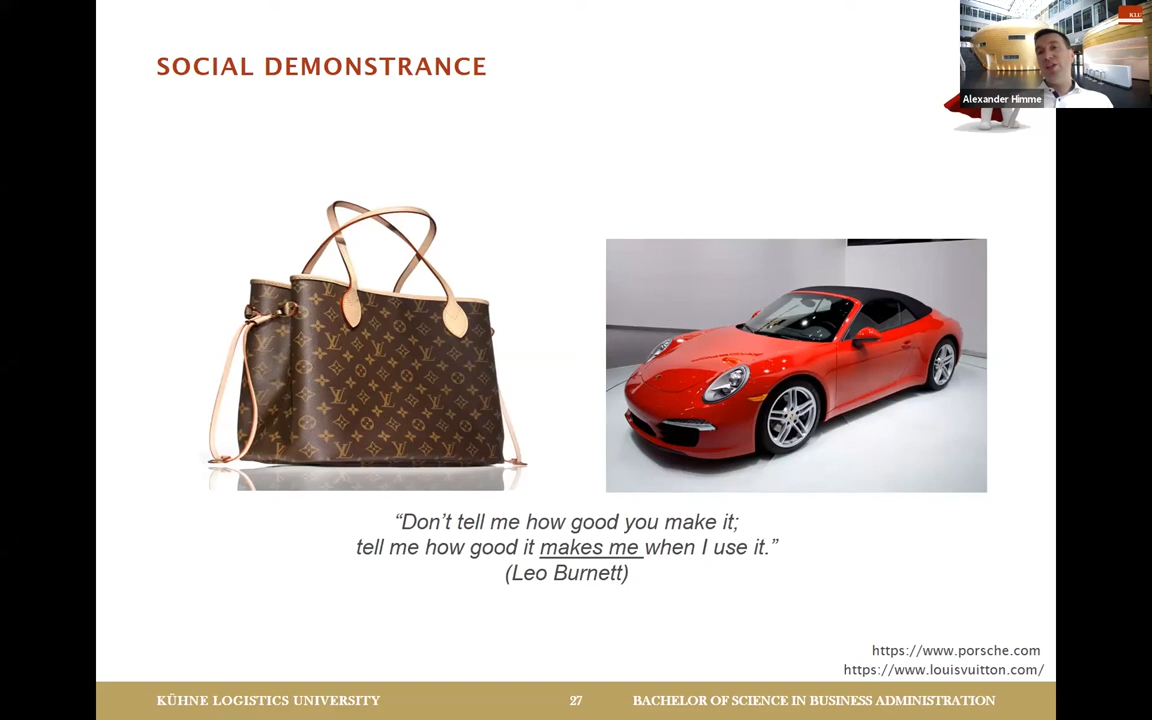 SOCIAL DEMONSTRANCE
KLU
Alexander Himme
“Don’t tell me how good you make it;
tell me how good it makes me when I use it.”
(Leo Burnett)
https://www.porsche.com
https://www.louisvuitton.com/
KÜHNE LOGISTICS UNIVERSITY
27
BACHELOR OF SCIENCE IN BUSINESS ADMINISTRATION